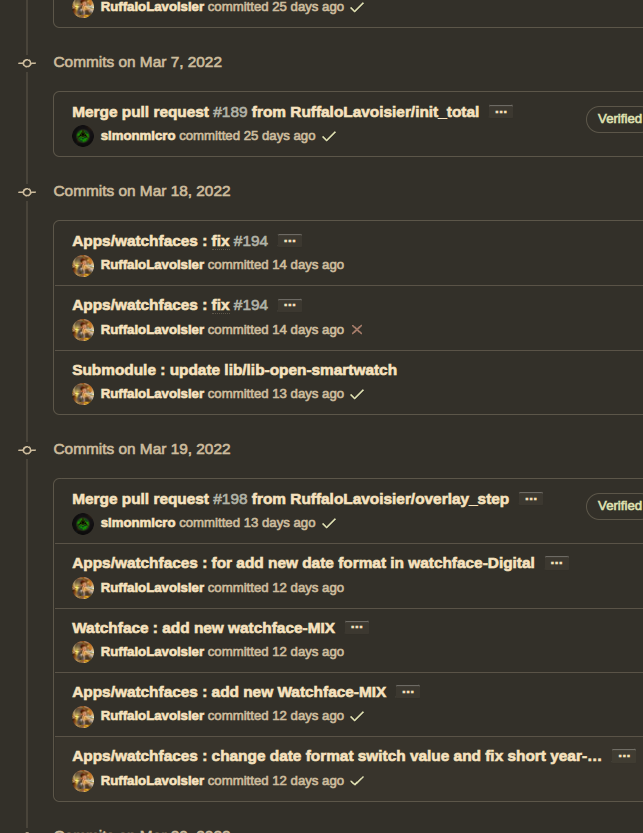 RuffaloLavoisier committed 25 days ago
Commits on Mar 7, 2022
Merge pull request #189 from RuffaloLavoisier/init_total ...
Verified
simonmicro committed 25 days ago
Commits on Mar 18, 2022
Apps/watchfaces : fix #194 ...
RuffaloLavoisier committed 14 days ago
Apps/watchfaces : fix #194 ...
RuffaloLavoisier committed 14 days ago
Submodule : update lib/lib-open-smartwatch
RuffaloLavoisier committed 13 days ago
Commits on Mar 19, 2022
Merge pull request #198 from RuffaloLavoisier/overlay_step ...
Verified
simonmicro committed 13 days ago
Apps/watchfaces : for add new date format in watchface-Digital ...
RuffaloLavoisier committed 12 days ago
Watchface : add new watchface-MIX ...
RuffaloLavoisier committed 12 days ago
Apps/watchfaces : add new Watchface-MIX ...
RuffaloLavoisier committed 12 days ago
Apps/watchfaces : change date format switch value and fix short year-... ...
RuffaloLavoisier committed 12 days ago